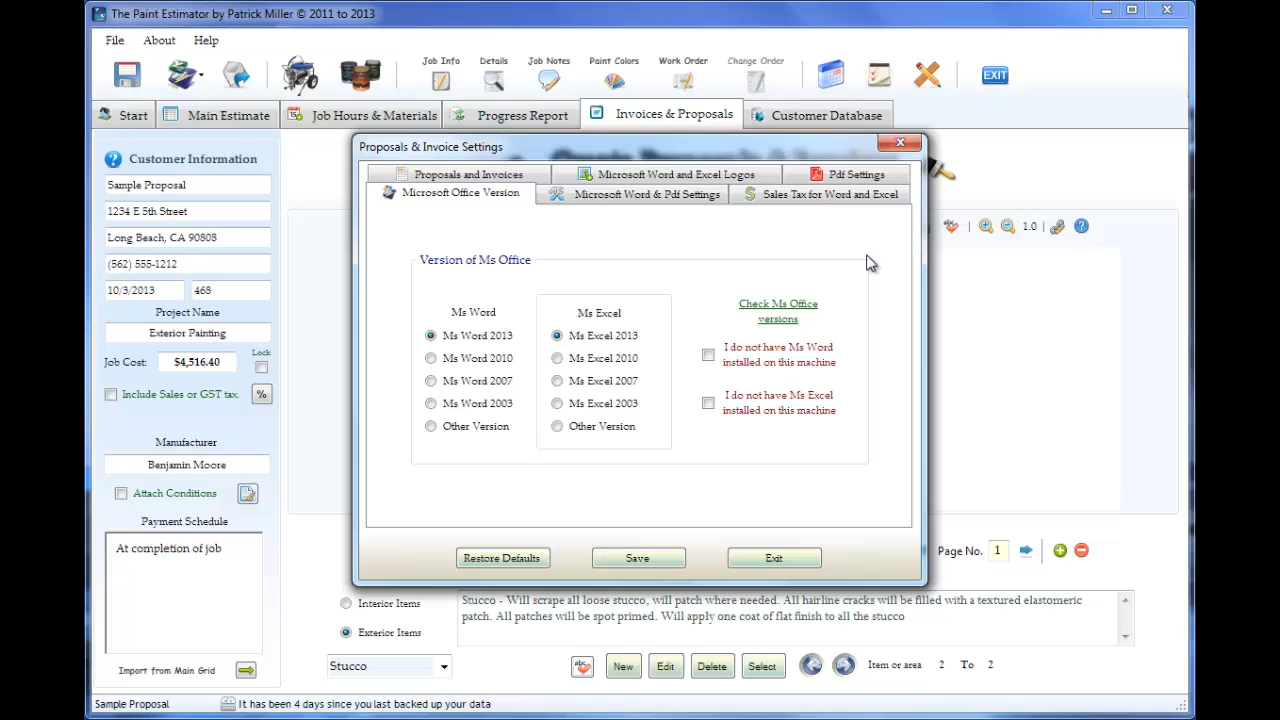 The Paint Estimator by Patrick Miller © 2011 to 2013
File About Help
Job Info Details Job Notes Paint Colors Work Order Change Order
EXIT
Start Main Estimate Job Hours & Materials Progress Report Invoices & Proposals Customer Database
Customer Information
Sample Proposal
1234 E 5th Street
Long Beach, CA 90808
(562) 555-1212
10/3/2013 468
Project Name
Exterior Painting
Job Cost: $4,516.40 Lock
Include Sales or GST tax. %
Manufacturer
Benjamin Moore
Attach Conditions
Payment Schedule
At completion of job
Import from Main Grid
Proposals & Invoice Settings
Proposals and Invoices Microsoft Word and Excel Logos Pdf Settings
Microsoft Office Version Microsoft Word & Pdf Settings Sales Tax for Word and Excel
Version of Ms Office
Ms Word
Ms Word 2013
Ms Word 2010
Ms Word 2007
Ms Word 2003
Other Version
Ms Excel
Ms Excel 2013
Ms Excel 2010
Ms Excel 2007
Ms Excel 2003
Other Version
Check Ms Office
versions
I do not have Ms Word
installed on this machine
I do not have Ms Excel
installed on this machine
Restore Defaults Save Exit
1.0
Page No. 1
Interior Items
Exterior Items
Stucco - Will scrape all loose stucco, will patch where needed. All hairline cracks will be filled with a textured elastomeric
patch. All patches will be spot primed. Will apply one coat of flat finish to all the stucco
Stucco
abc New Edit Delete Select Item or area 2 To 2
Sample Proposal It has been 4 days since you last backed up your data